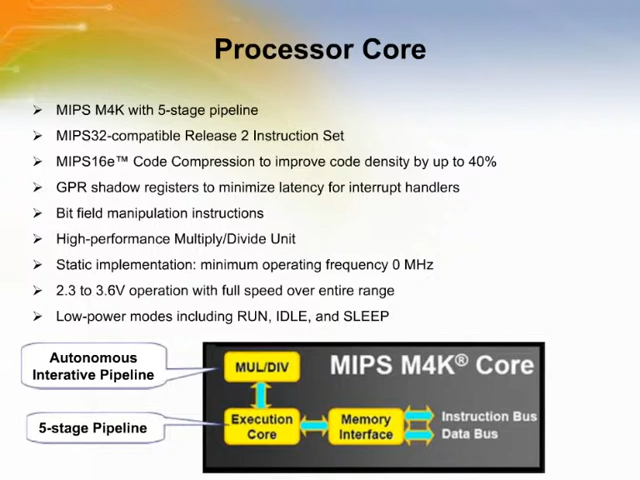 Processor Core
MIPS M4K with 5-stage pipeline
MIPS32-compatible Release 2 Instruction Set
MIPS16e™ Code Compression to improve code density by up to 40%
GPR shadow registers to minimize latency for interrupt handlers
Bit field manipulation instructions
High-performance Multiply/Divide Unit
Static implementation: minimum operating frequency 0 MHz
2.3 to 3.6V operation with full speed over entire range
Low-power modes including RUN, IDLE, and SLEEP
Autonomous
Interative Pipeline
MUL/DIV
MIPS M4K® Core
5-stage Pipeline
Execution
Core
Memory
Interface
Instruction Bus
Data Bus